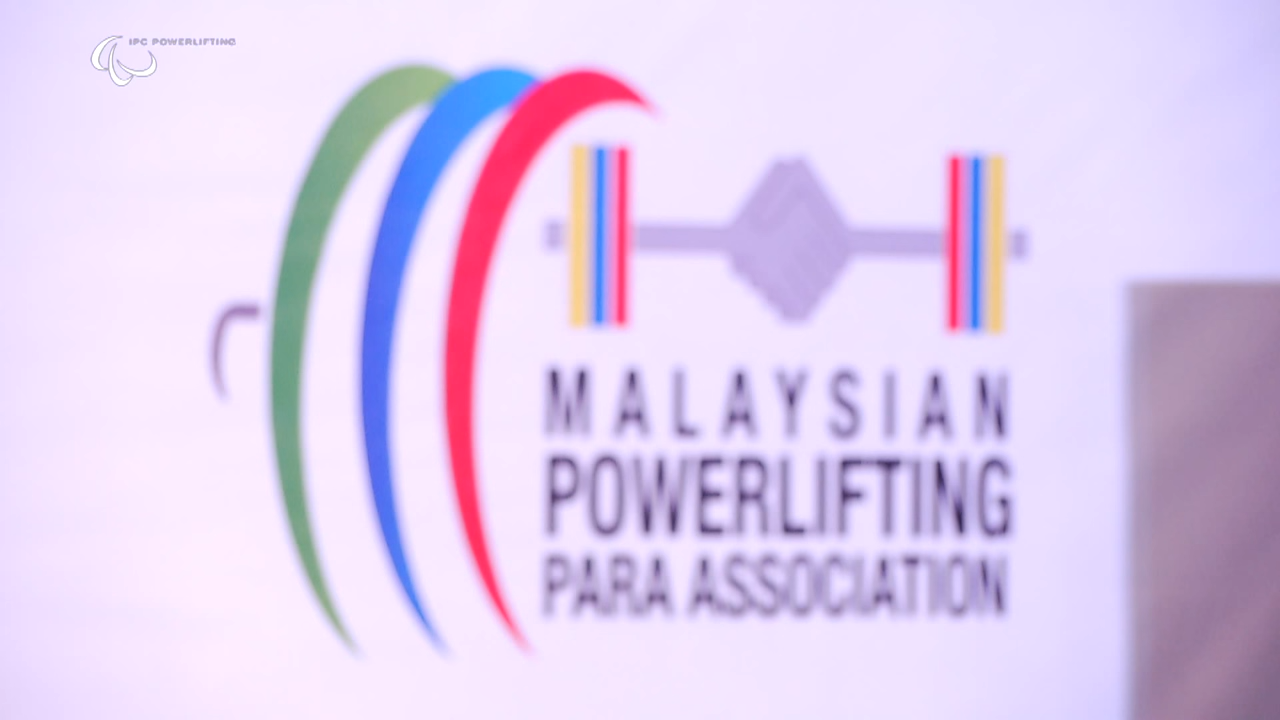 IPC POWERLIFTING
MALAYSIAN
POWERLIFTING
PARA ASSOCIATION